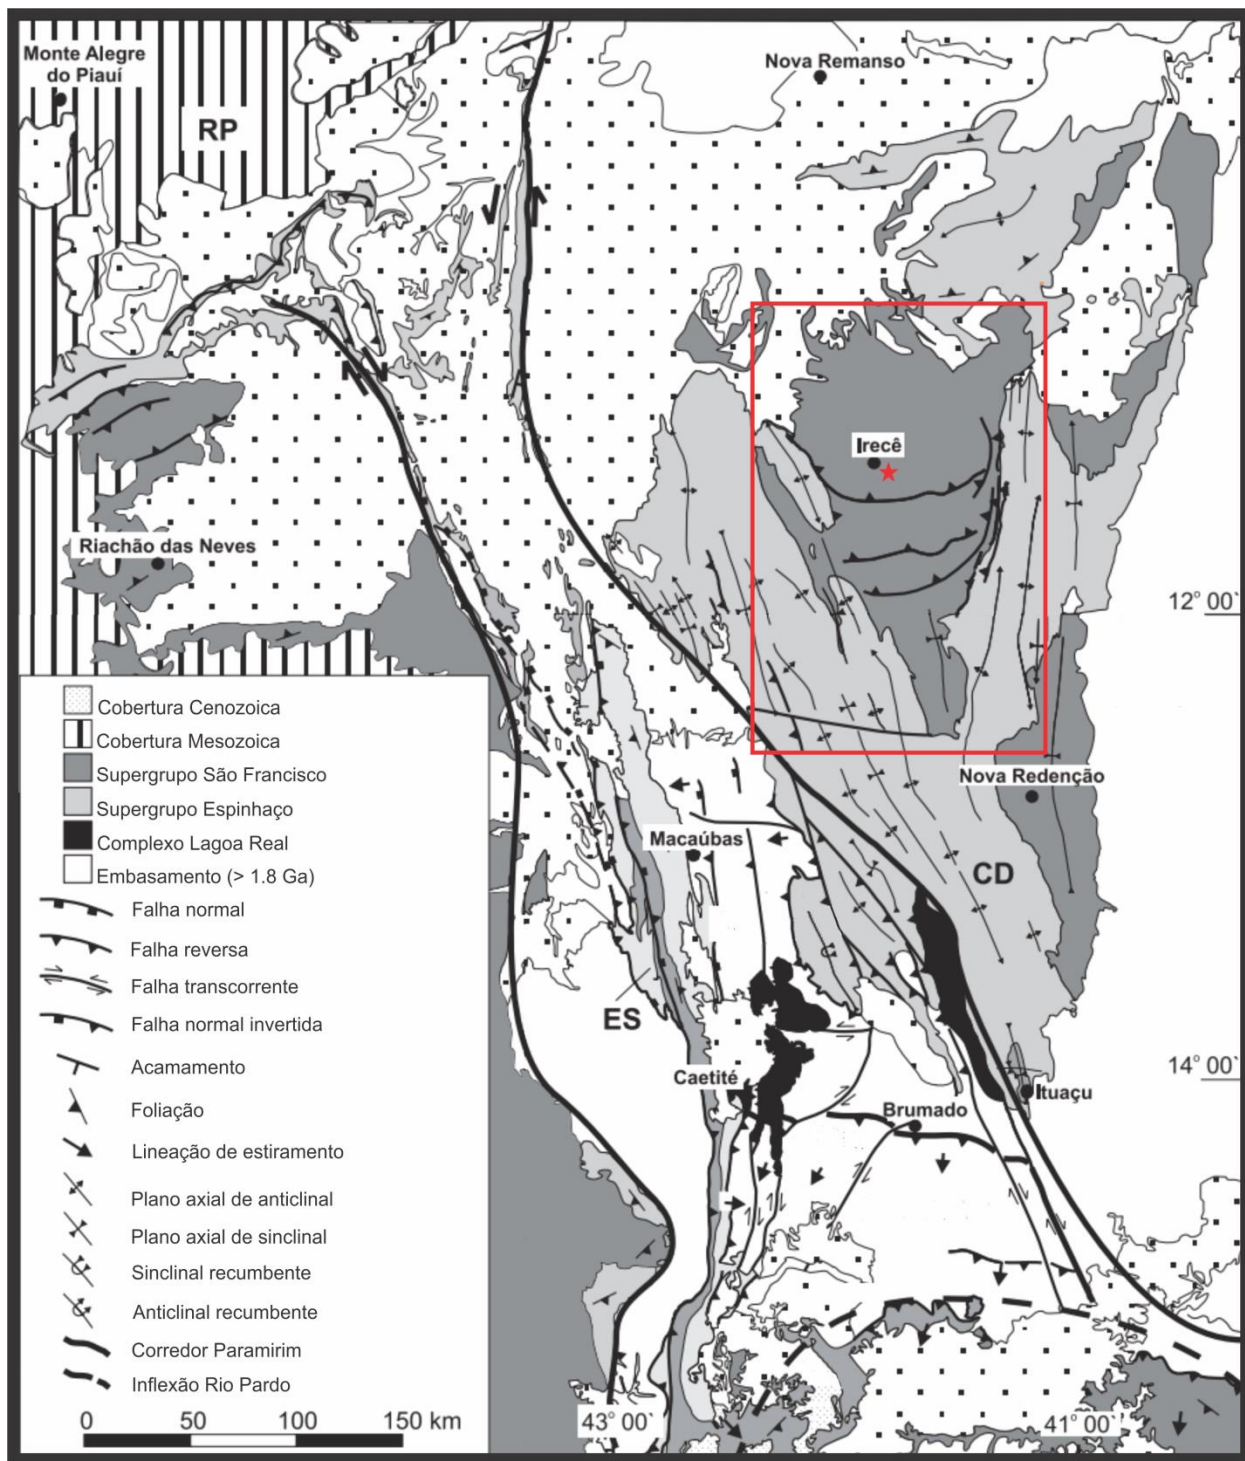 Monte Alegre
do Piauí
RP
Nova Remanso
Irecê
Riachão das Neves
12° 00`
Nova Redenção
Macaúbas
CD
ES
14° 00`
Caetité
Ituaçu
Brumado
Cobertura Cenozoica
Cobertura Mesozoica
Supergrupo São Francisco
Supergrupo Espinhaço
Complexo Lagoa Real
Embasamento (> 1.8 Ga)
Falha normal
Falha reversa
Falha transcorrente
Falha normal invertida
Acamamento
Foliação
Lineação de estiramento
Plano axial de anticlinal
Plano axial de sinclinal
Sinclinal recumbente
Anticlinal recumbente
Corredor Paramirim
Inflexão Rio Pardo
0 50 100 150 km
43° 00`
41° 00`